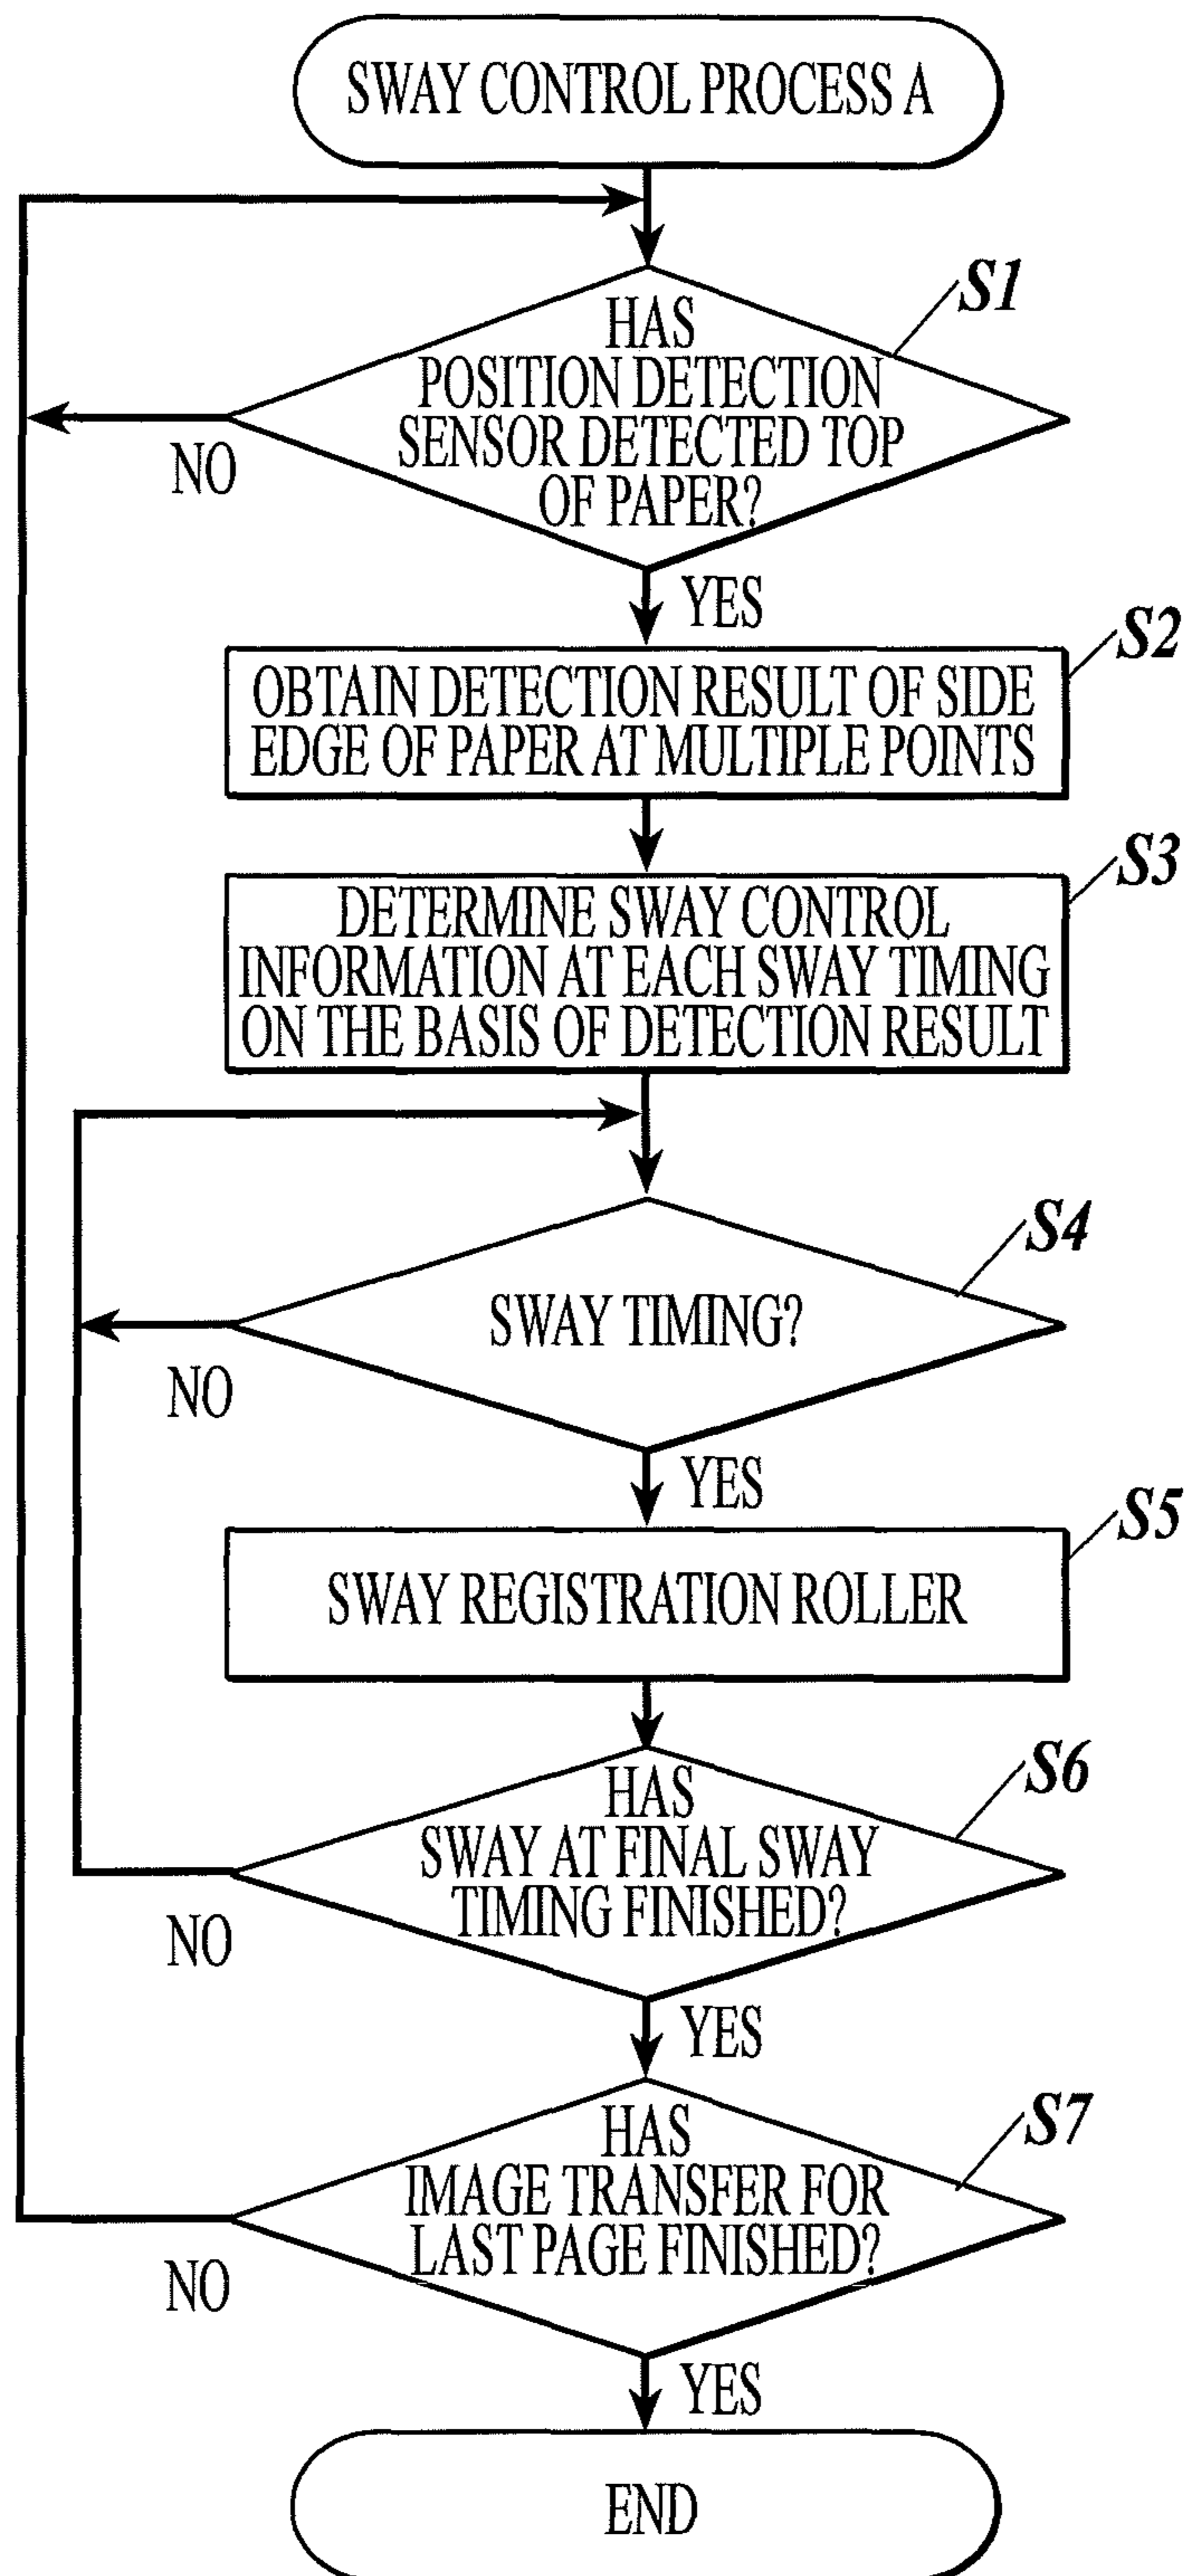 SWAY CONTROL PROCESS A
S1
HAS
POSITION DETECTION
SENSOR DETECTED TOP
OF PAPER?
NO
YES
S2
OBTAIN DETECTION RESULT OF SIDE
EDGE OF PAPER AT MULTIPLE POINTS
S3
DETERMINE SWAY CONTROL
INFORMATION AT EACH SWAY TIMING
ON THE BASIS OF DETECTION RESULT
S4
SWAY TIMING?
NO
YES
S5
SWAY REGISTRATION ROLLER
S6
HAS
SWAY AT FINAL SWAY
TIMING FINISHED?
NO
YES
S7
HAS
IMAGE TRANSFER FOR
LAST PAGE FINISHED?
NO
YES
END